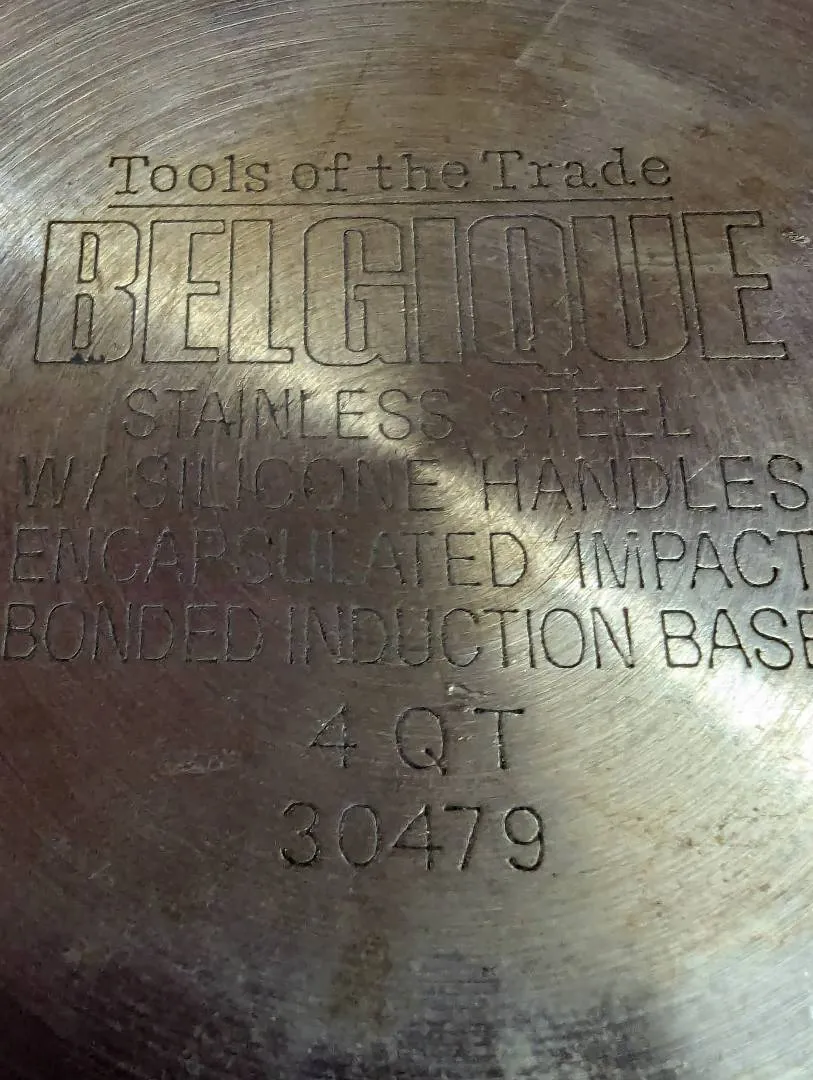 Tools of the Trade
BELGIQUE
STAINLESS STEEL
W/ SILICONE HANDLES
ENCAPSULATED IMPACT
BONDED INDUCTION BASE
4 QT
30479